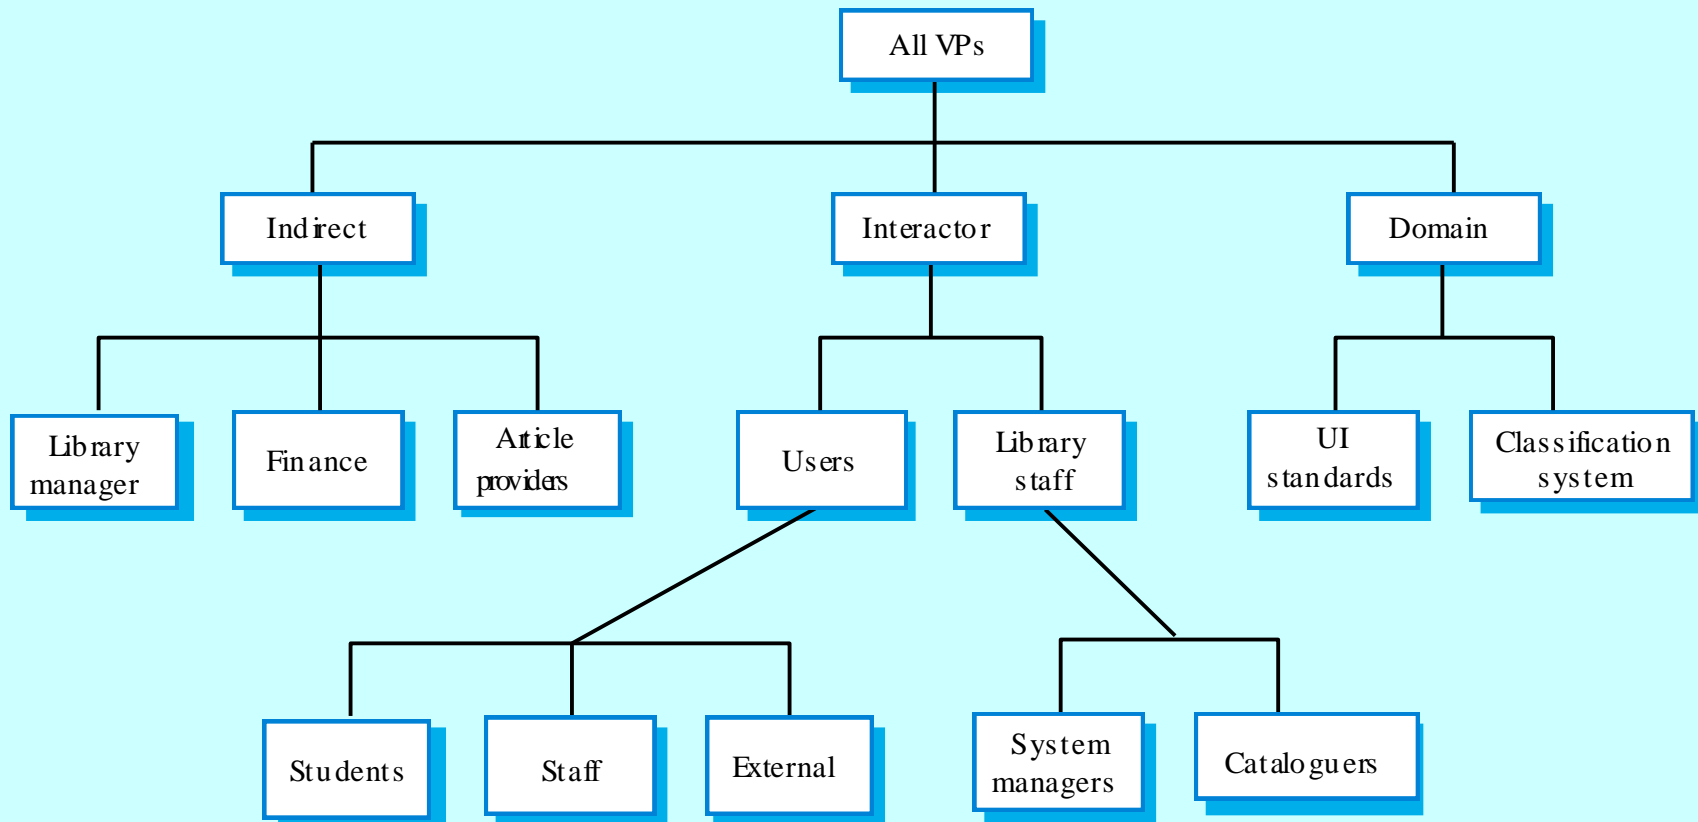 All VPs
Indirect
Interactor
Domain
Library
manager
Finance
Article
providers
Users
Library
staff
UI
standards
Classification
system
Students
Staff
External
System
managers
Cataloguers